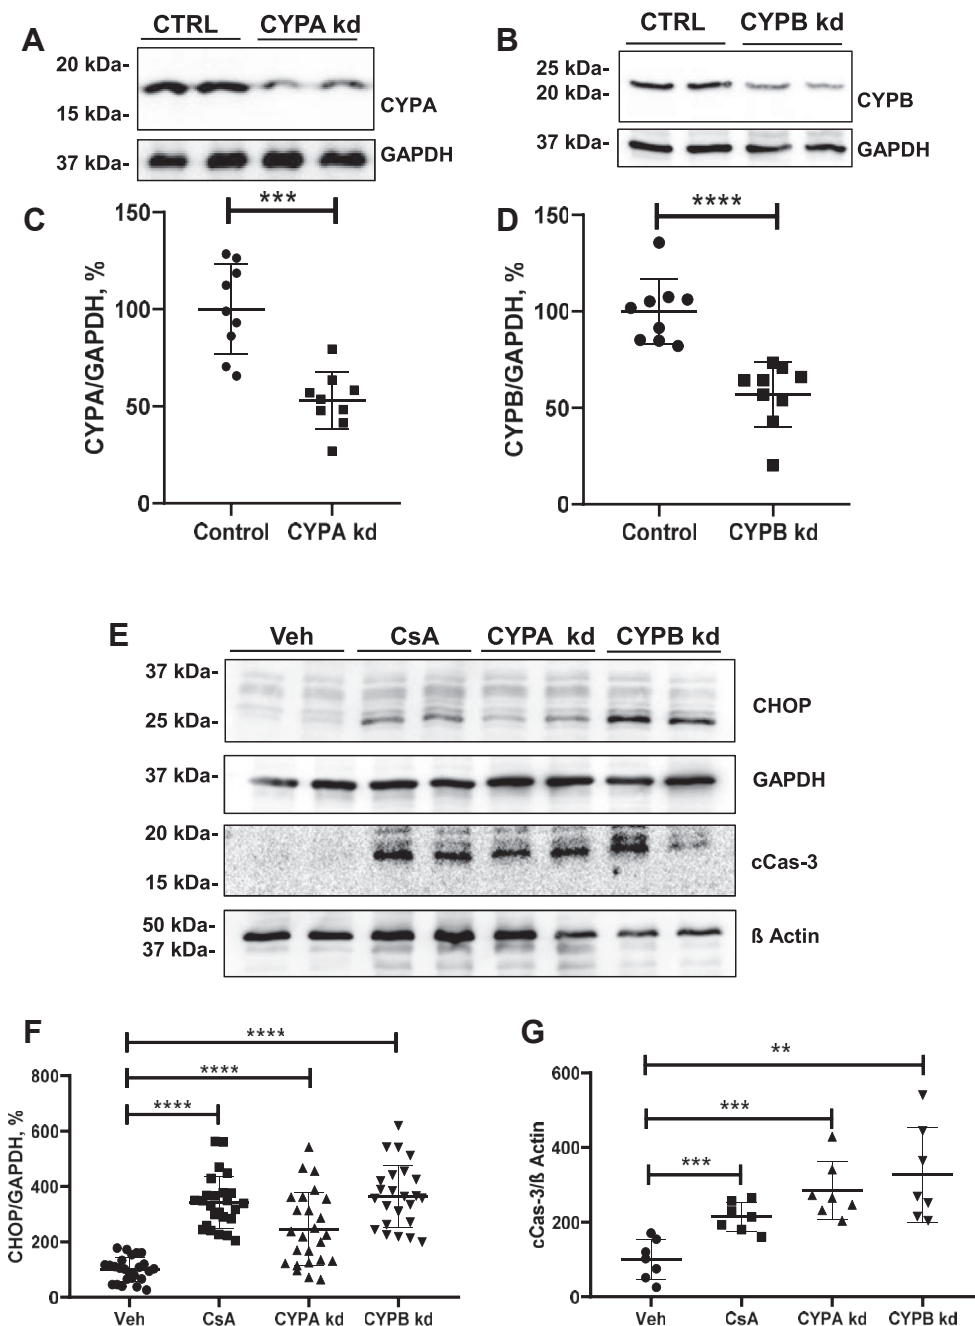 A
CTRL CYPA kd
20 kDa-
15 kDa-
CYPA
37 kDa-
GAPDH
B
CTRL CYPB kd
25 kDa-
20 kDa-
CYPB
37 kDa-
GAPDH
C
***
CYPA/GAPDH, %
150
100
50
0
Control CYPA kd
D
****
CYPB/GAPDH, %
150
100
50
0
Control CYPB kd
E
Veh CsA CYPA kd CYPB kd
37 kDa-
25 kDa-
CHOP
37 kDa-
GAPDH
20 kDa-
15 kDa-
cCas-3
50 kDa-
37 kDa-
ß Actin
F
****
****
****
CHOP/GAPDH, %
800
600
400
200
0
Veh CsA CYPA kd CYPB kd
G
**
***
***
cCas-3/ß Actin
600
400
200
0
Veh CsA CYPA kd CYPB kd